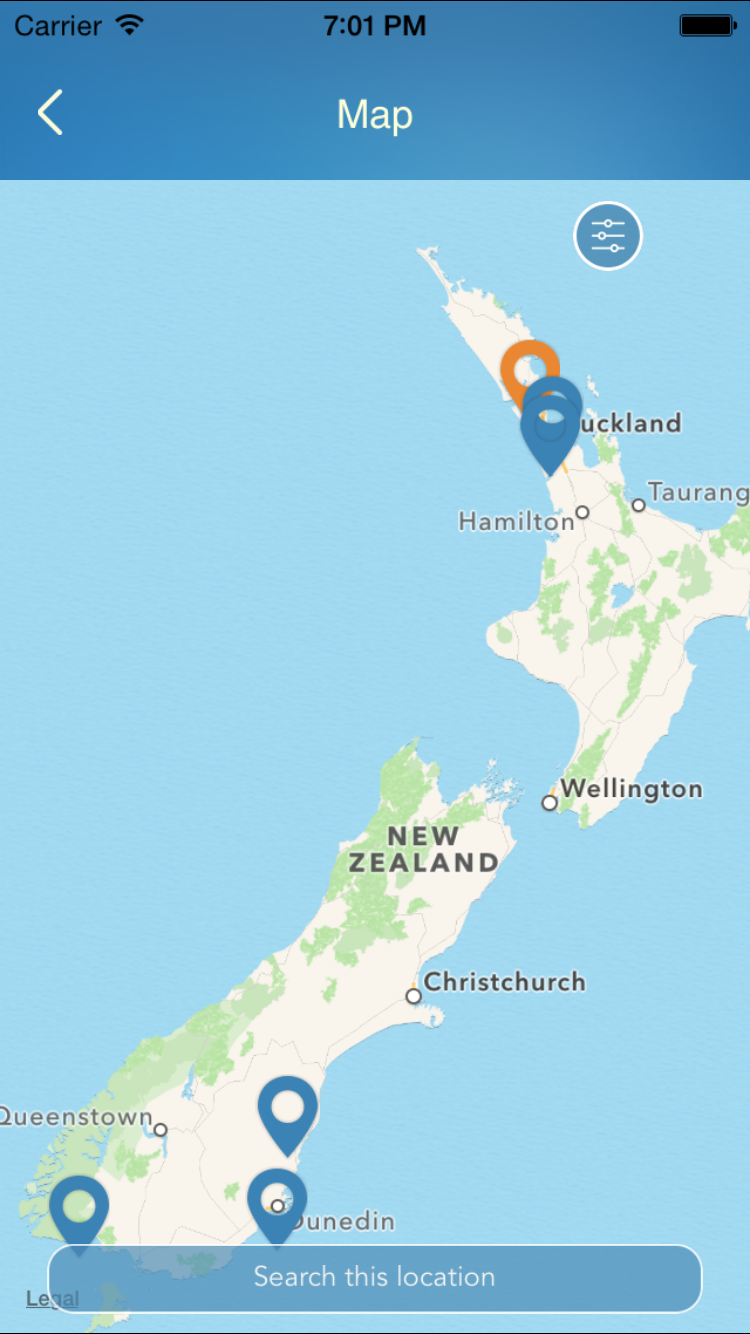 Carrier 7:01 PM
Map
uckland
Taurang
Hamilton
Wellington
NEW
ZEALAND
Christchurch
Queenstown
Dunedin
Search this location
Legal